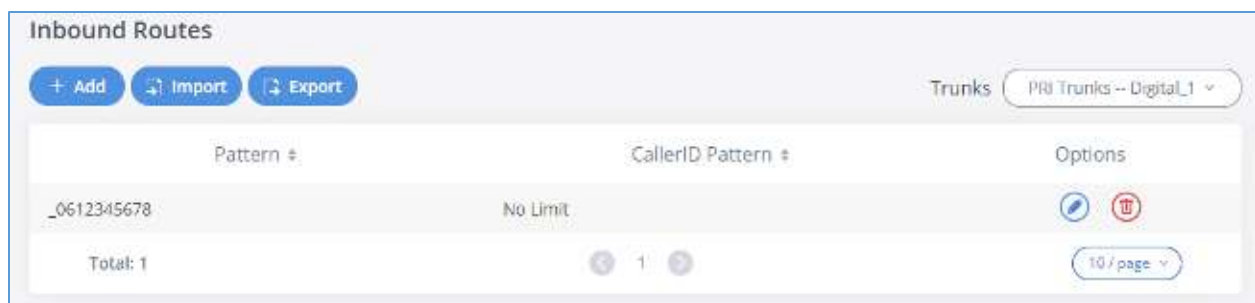 Inbound Routes
+ Add Import Export Trunks PRI Trunks -- Digital_1
Pattern CallerID Pattern Options
_0612345678 No Limit
Total: 1 1 10 / page